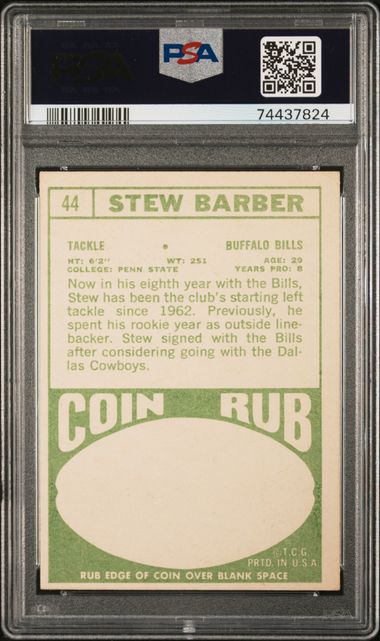 PSA
PSA
74437824
44 STEW BARBER
TACKLE • BUFFALO BILLS
HT: 6'2" WT: 251 AGE: 29
COLLEGE: PENN STATE YEARS PRO: 8
Now in his eighth year with the Bills,
Stew has been the club's starting left
tackle since 1962. Previously, he
spent his rookie year as outside line-
backer. Stew signed with the Bills
after considering going with the Dal-
las Cowboys.
COIN RUB
© T.C.G.
PRTD. IN U.S.A
RUB EDGE OF COIN OVER BLANK SPACE